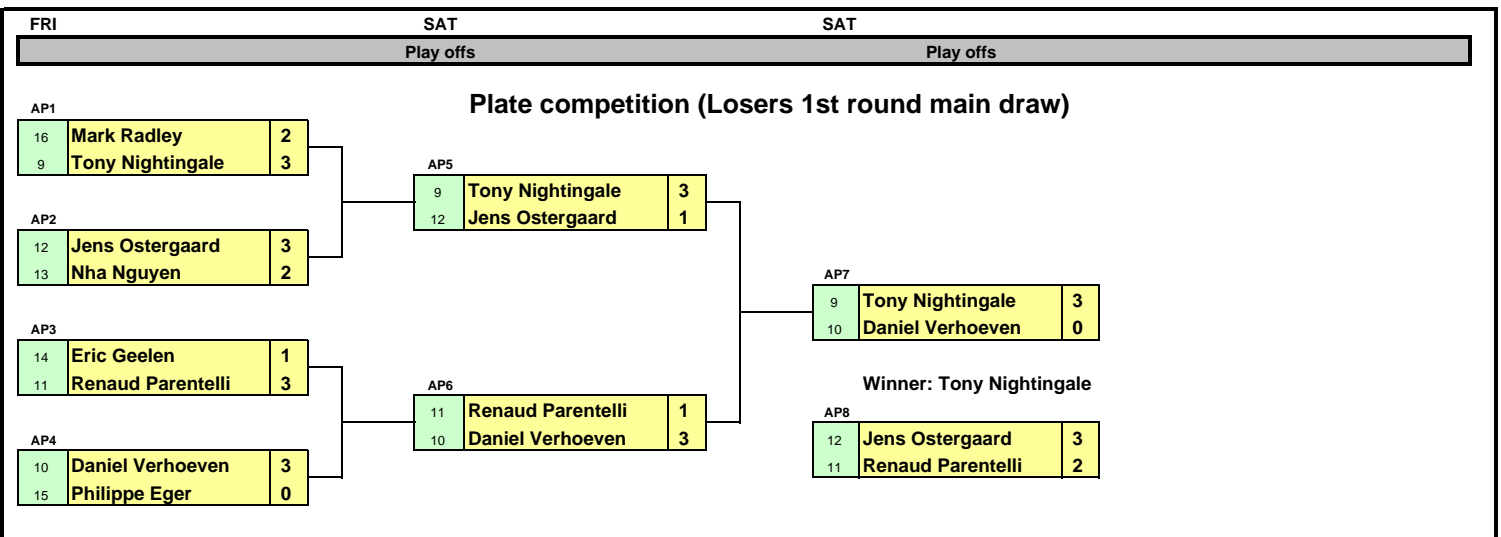 FRI SAT SAT
Play offs Play offs
Plate competition (Losers 1st round main draw)
AP1
16 Mark Radley 2
9 Tony Nightingale 3
AP2
12 Jens Ostergaard 3
13 Nha Nguyen 2
AP3
14 Eric Geelen 1
11 Renaud Parentelli 3
AP4
10 Daniel Verhoeven 3
15 Philippe Eger 0
AP5
9 Tony Nightingale 3
12 Jens Ostergaard 1
AP6
11 Renaud Parentelli 1
10 Daniel Verhoeven 3
AP7
9 Tony Nightingale 3
10 Daniel Verhoeven 0
Winner: Tony Nightingale
AP8
12 Jens Ostergaard 3
11 Renaud Parentelli 2